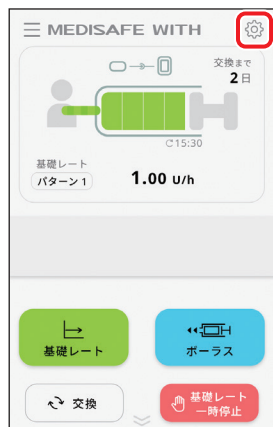 MEDISAFE WITH
交換まで
2日
15:30
基礎レート
パターン1
1.00 U/h
基礎レート
ボーラス
交換
基礎レート
一時停止